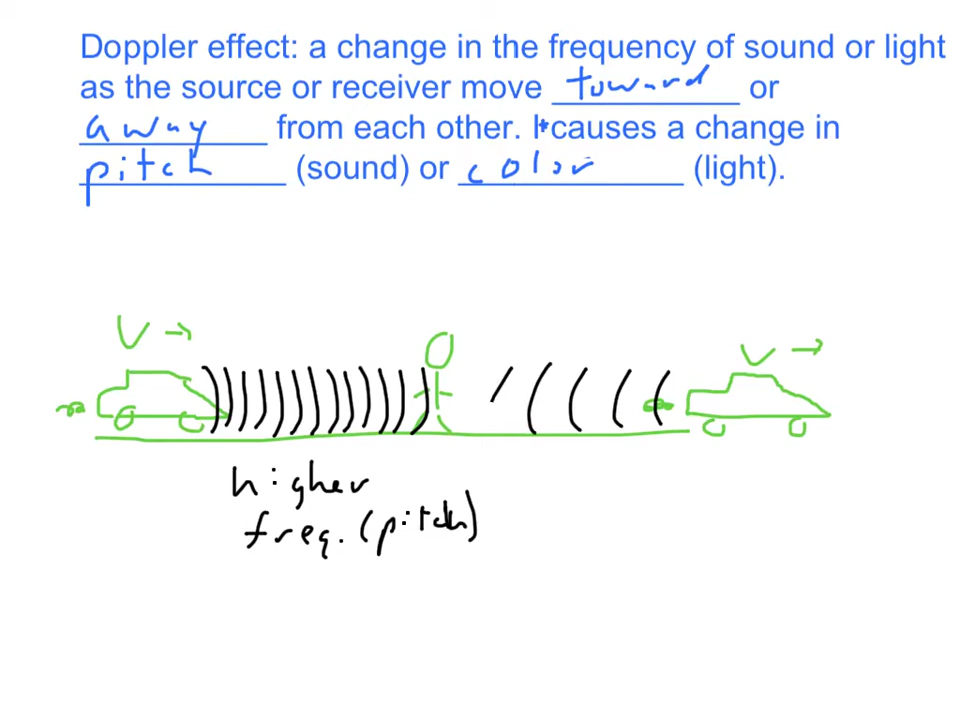 Doppler effect: a change in the frequency of sound or light
as the source or receiver move toward or
away from each other. It causes a change in
pitch (sound) or color (light).
V → V →
higher
freq. (pitch)